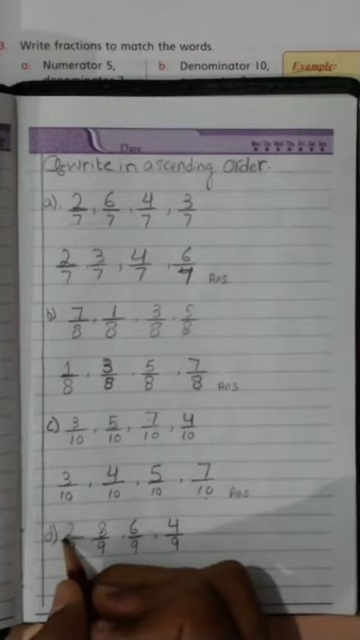 3. Write fractions to match the words.
a. Numerator 5, b. Denominator 10, Example:
Date
Write in ascending order.
a). 2/7, 6/7, 4/7, 3/7
2/7, 3/7, 4/7, 6/7 Ans
b) 7/8, 1/8, 3/8, 5/8
1/8, 3/8, 5/8, 7/8 Ans
c) 3/10, 5/10, 7/10, 4/10
3/10, 4/10, 5/10, 7/10 Ans
d) 8/9, 6/9, 4/9